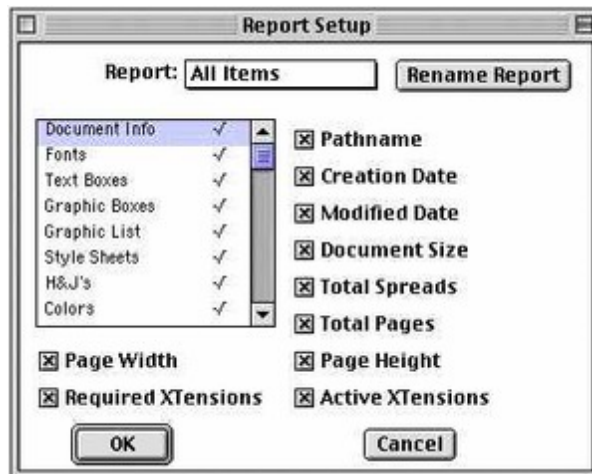 Report Setup
Report: All Items Rename Report
Document Info √
Fonts √
Text Boxes √
Graphic Boxes √
Graphic List √
Style Sheets √
H&J's √
Colors √
Pathname
Creation Date
Modified Date
Document Size
Total Spreads
Total Pages
Page Width
Page Height
Required XTensions
Active XTensions
OK
Cancel